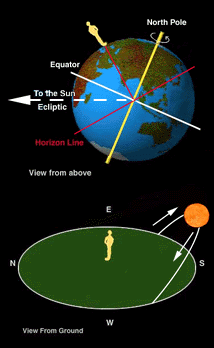 North Pole
Equator
To the Sun
Ecliptic
Horizon Line
View from above
E
N
S
W
View From Ground